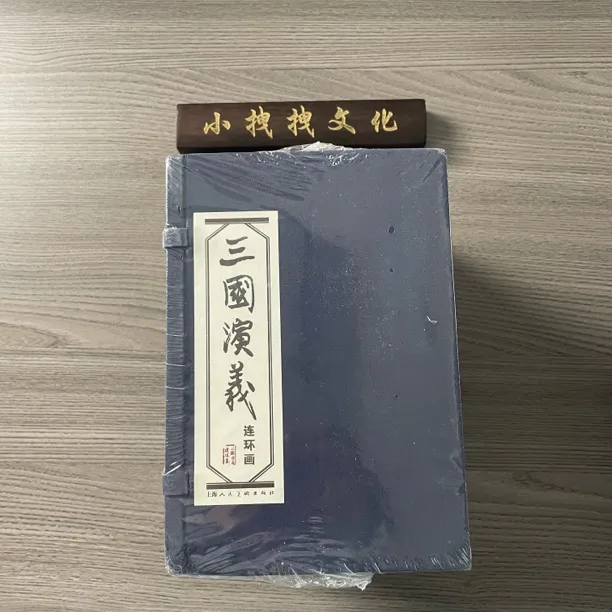 小拽拽文化
三國演義
连环画
上海人民美术出版社